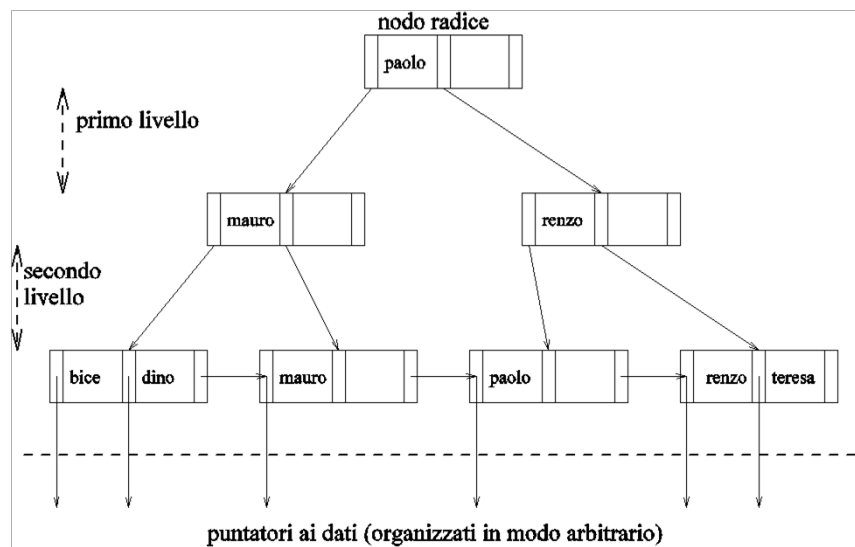 nodo radice
paolo
primo livello
mauro
renzo
secondo
livello
bice dino mauro paolo renzo teresa
puntatori ai dati (organizzati in modo arbitrario)